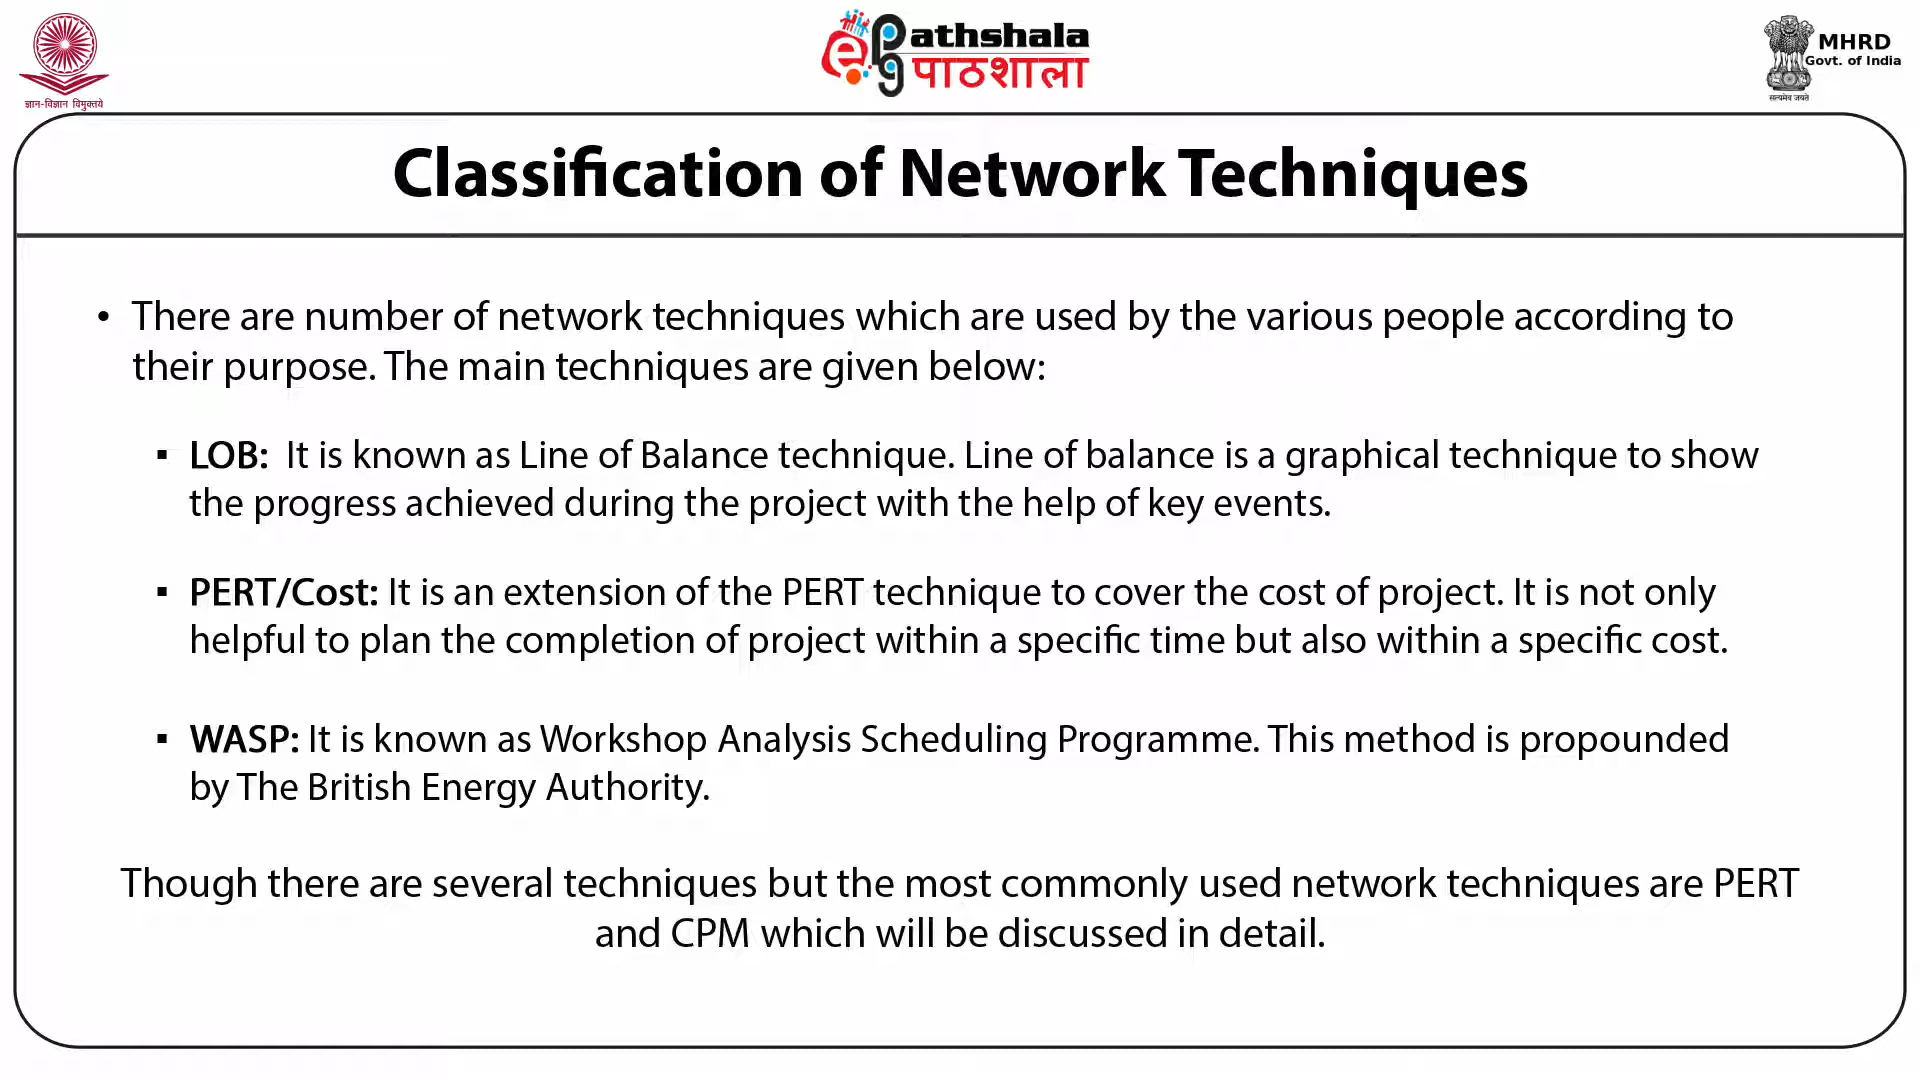 ज्ञान-विज्ञान विमुक्तये
ePathshala
पाठशाला
MHRD
Govt. of India
सत्यमेव जयते
Classification of Network Techniques
• There are number of network techniques which are used by the various people according to
their purpose. The main techniques are given below:
▪ LOB: It is known as Line of Balance technique. Line of balance is a graphical technique to show
the progress achieved during the project with the help of key events.
▪ PERT/Cost: It is an extension of the PERT technique to cover the cost of project. It is not only
helpful to plan the completion of project within a specific time but also within a specific cost.
▪ WASP: It is known as Workshop Analysis Scheduling Programme. This method is propounded
by The British Energy Authority.
Though there are several techniques but the most commonly used network techniques are PERT
and CPM which will be discussed in detail.